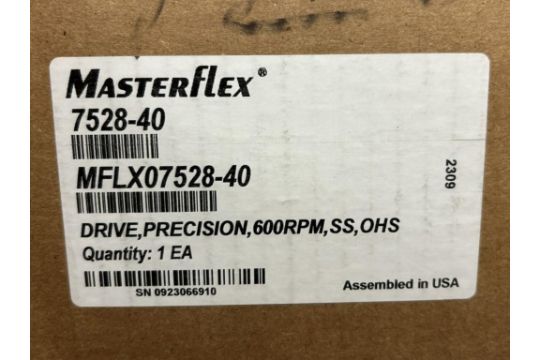 MASTERFLEX®
7528-40
MFLX07528-40
2309
DRIVE,PRECISION,600RPM,SS,OHS
Quantity: 1 EA
SN 0923066910
Assembled in USA